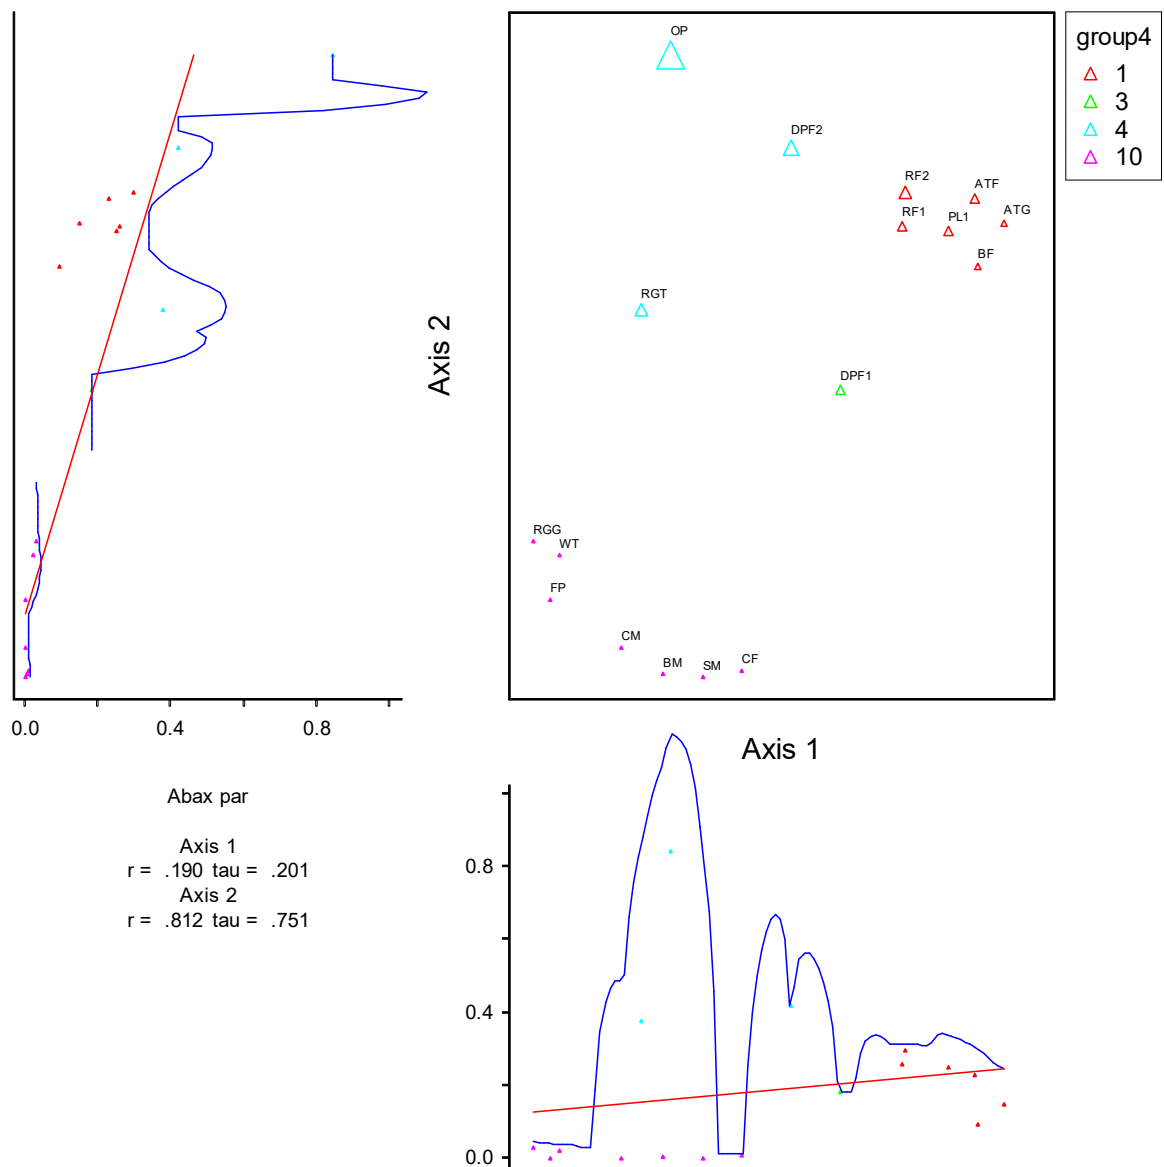 OP
group4
1
3
4
10
DPF2
RF2
ATF
RF1
PL1
ATG
BF
RGT
Axis 2
DPF1
RGG
WT
FP
CM
BM
SM
CF
0.0
0.4
0.8
Axis 1
Abax par
Axis 1
r = .190 tau = .201
Axis 2
r = .812 tau = .751
0.8
0.4
0.0